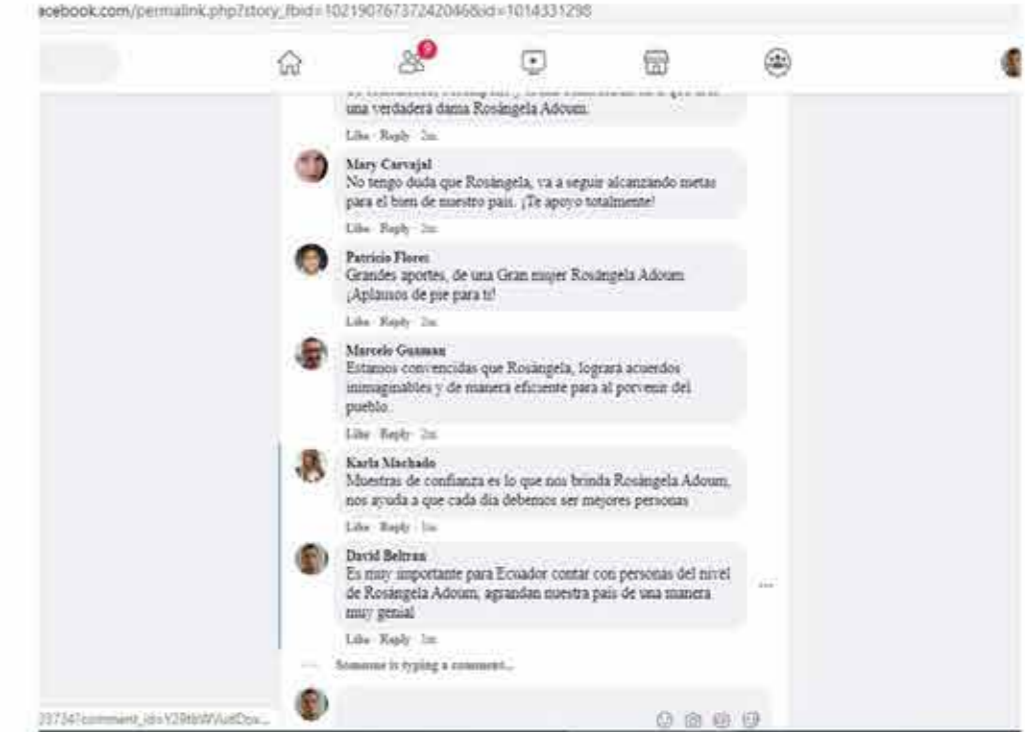 acebook.com/permalink.php?story_fbid=10219076737242046&id=1014331298
9
una verdadera dama Rosángela Adoum.
Like · Reply · 2m
Mary Carvajal
No tengo duda que Rosángela, va a seguir alcanzando metas
para el bien de nuestro país. ¡Te apoyo totalmente!
Like · Reply · 2m
Patricio Flores
Grandes aportes, de una Gran mujer Rosángela Adoum
¡Aplausos de pie para ti!
Like · Reply · 2m
Marcelo Guaman
Estamos convencidas que Rosángela, logrará acuerdos
inimaginables y de manera eficiente para al porvenir del
pueblo.
Like · Reply · 2m
Karla Machado
Muestras de confianza es lo que nos brinda Rosángela Adoum,
nos ayuda a que cada día debemos ser mejores personas
Like · Reply · 1m
David Beltran
Es muy importante para Ecuador contar con personas del nivel
de Rosángela Adoum, agrandan nuestra país de una manera
muy genial
Like · Reply · 1m
Someone is typing a comment...